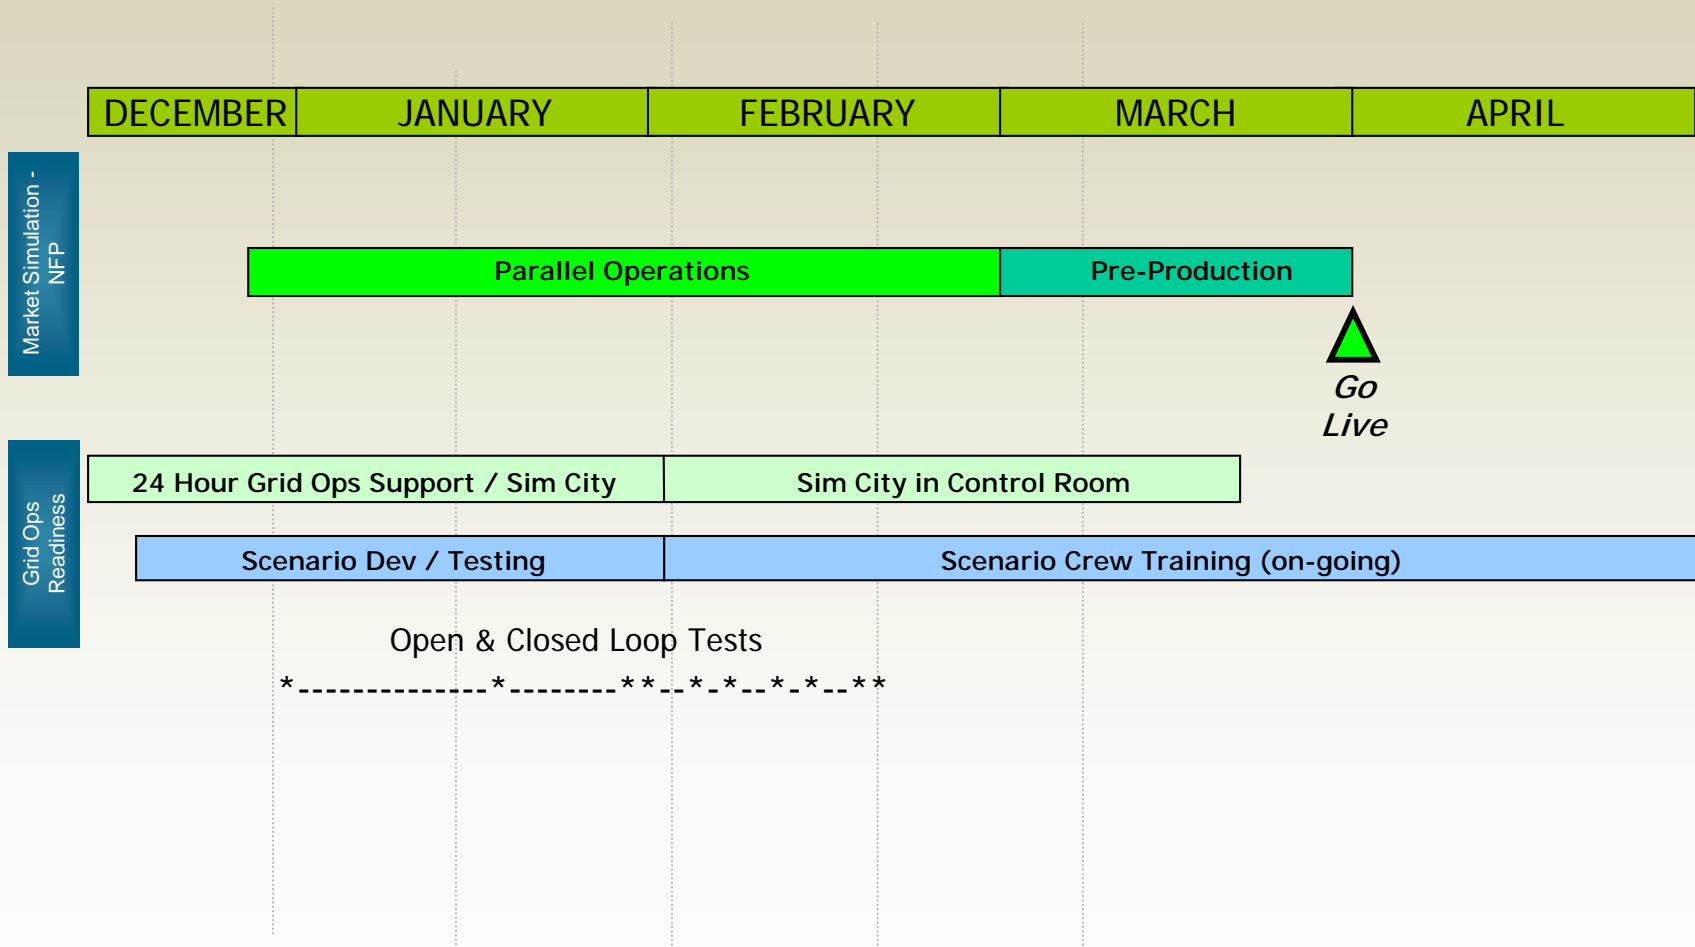 DECEMBER
JANUARY
FEBRUARY
MARCH
APRIL
Market Simulation -
NFP
Parallel Operations
Pre-Production
Go
Live
Grid Ops
Readiness
24 Hour Grid Ops Support / Sim City
Sim City in Control Room
Scenario Dev / Testing
Scenario Crew Training (on-going)
Open & Closed Loop Tests
*--------------*--------**--*-*--*-*--**